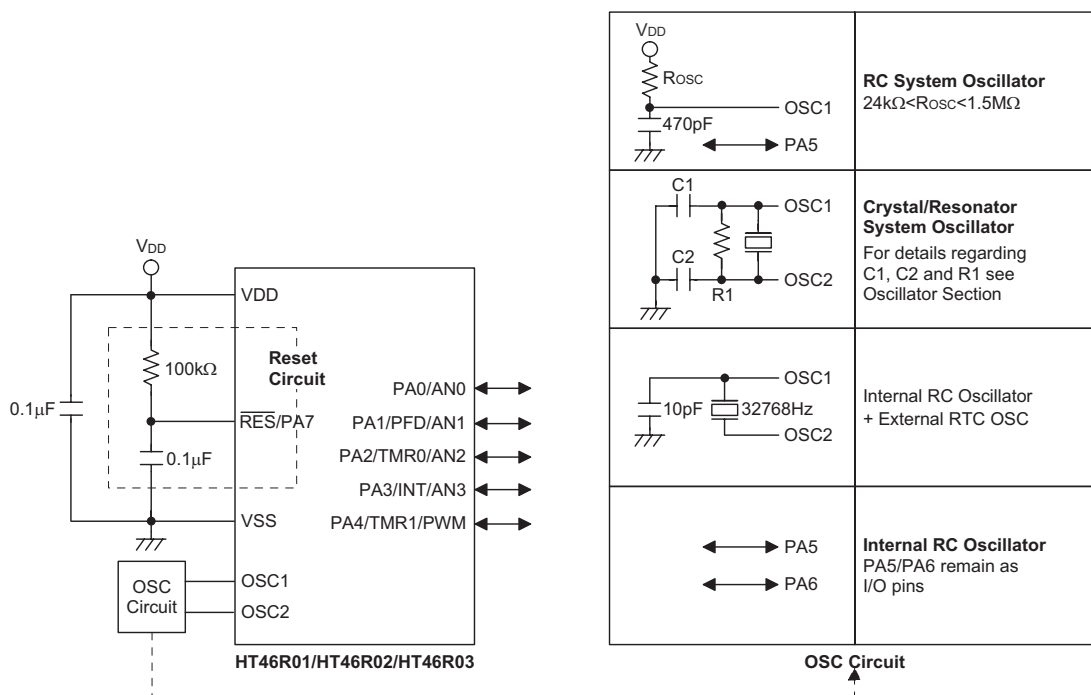 VDD
VDD
100kΩ
Reset
Circuit
0.1μF
RES/PA7
0.1μF
VSS
OSC
Circuit
OSC1
OSC2
PA0/AN0
PA1/PFD/AN1
PA2/TMR0/AN2
PA3/INT/AN3
PA4/TMR1/PWM
HT46R01/HT46R02/HT46R03
VDD
ROSC
OSC1
470pF
PA5
RC System Oscillator
24kΩ<ROSC<1.5MΩ
C1
OSC1
C2
OSC2
R1
Crystal/Resonator
System Oscillator
For details regarding
C1, C2 and R1 see
Oscillator Section
OSC1
10pF
32768Hz
OSC2
Internal RC Oscillator
+ External RTC OSC
PA5
PA6
Internal RC Oscillator
PA5/PA6 remain as
I/O pins
OSC Circuit